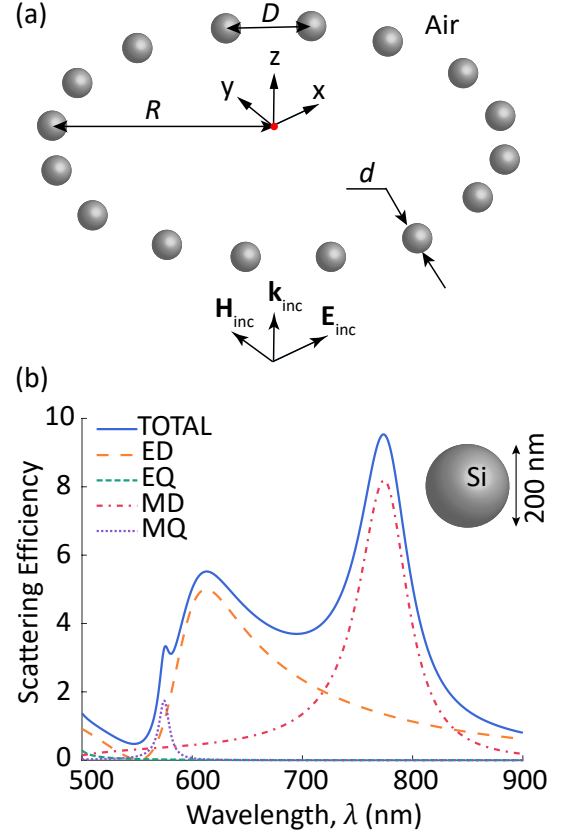 (a)
D
Air
z
y
x
R
d
H inc
k inc
E inc
(b)
10
8
6
4
2
0
Scattering Efficiency
TOTAL
ED
EQ
MD
MQ
Si
200 nm
500
600
700
800
900
Wavelength, λ (nm)